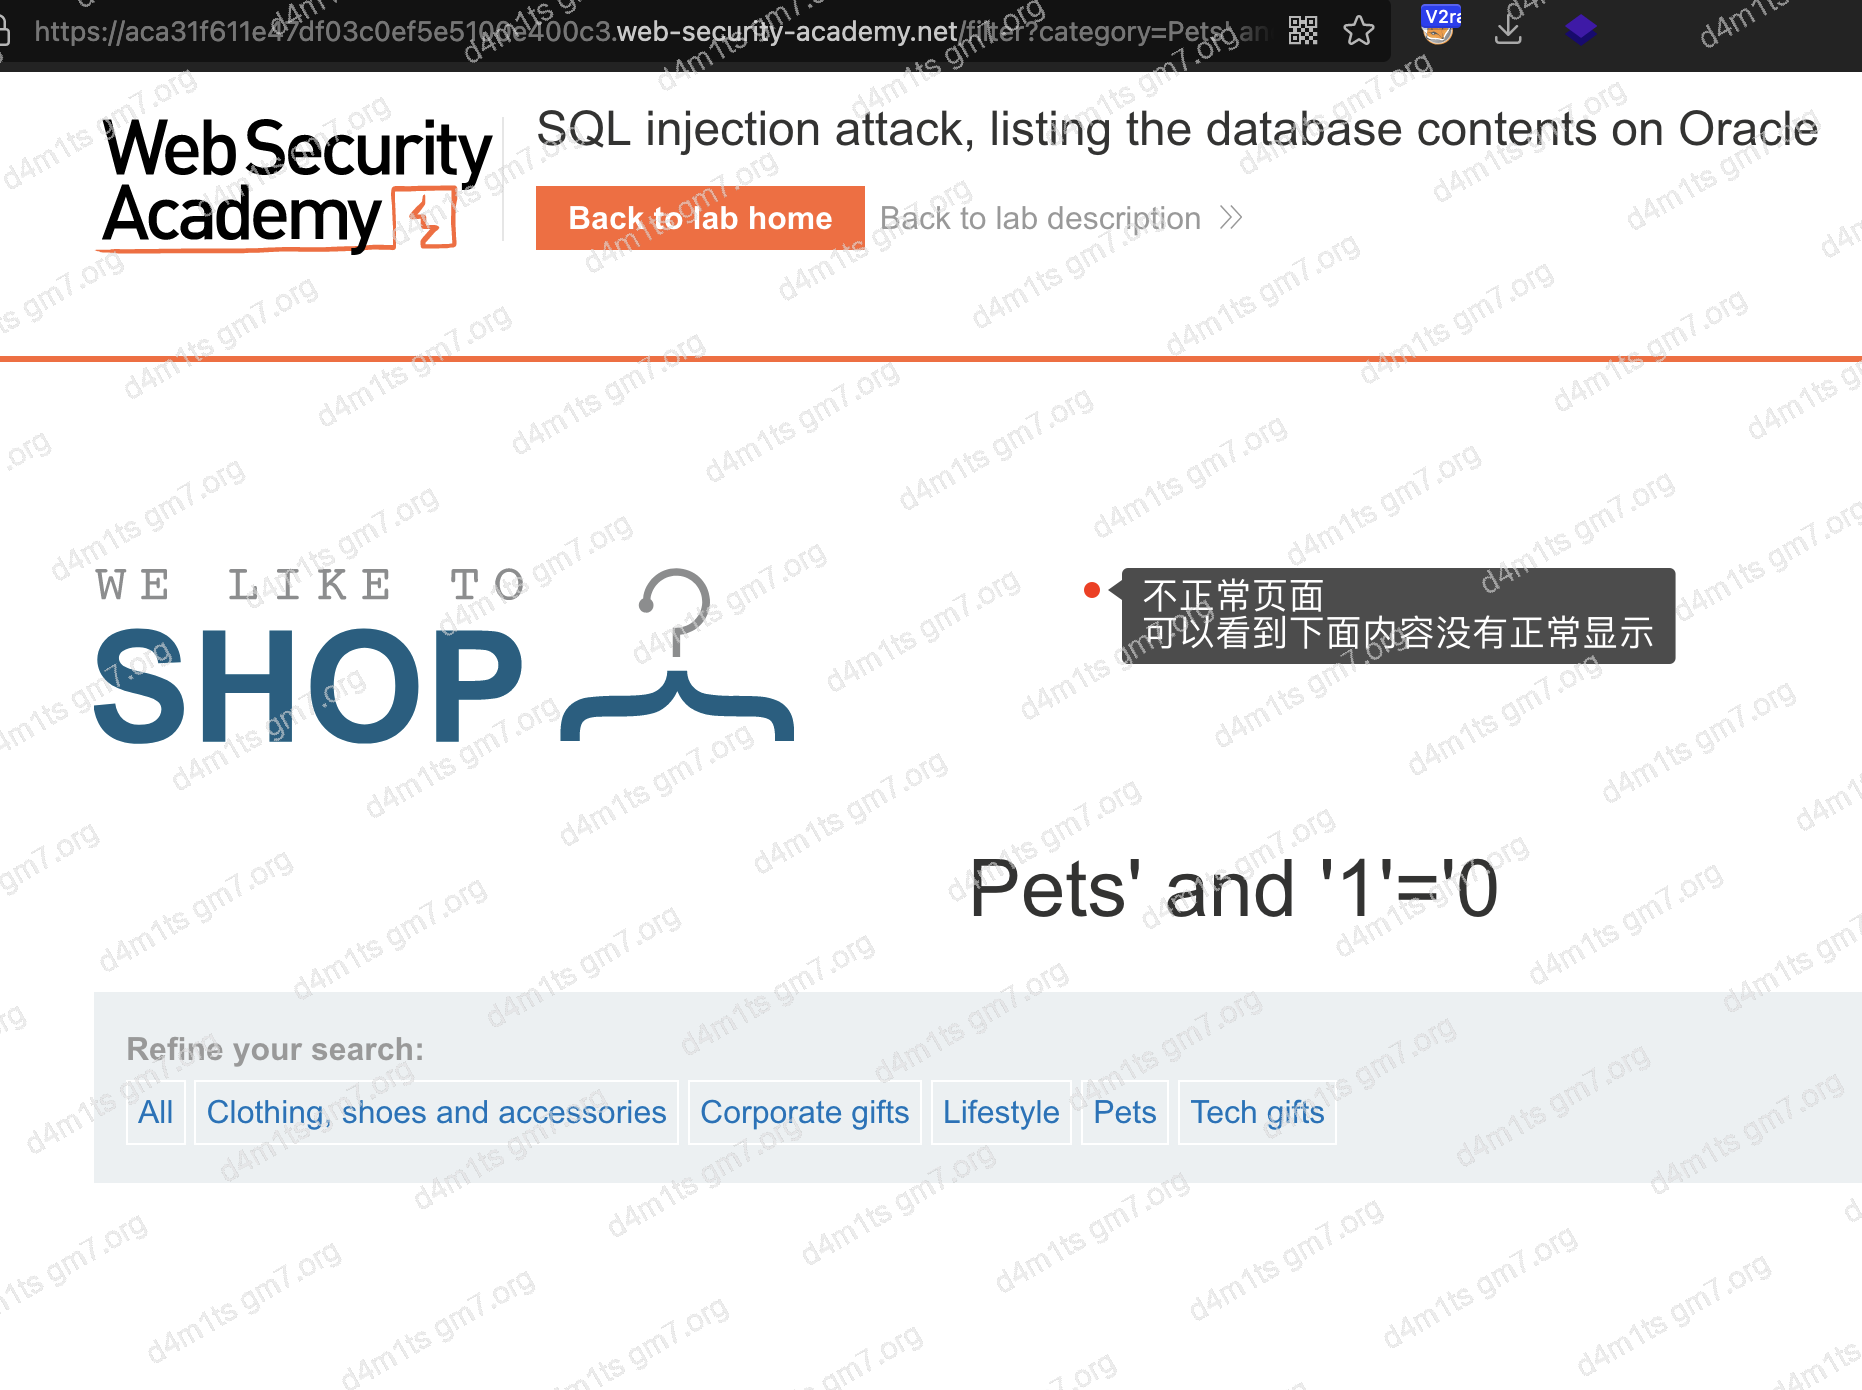 https://aca31f611e47df03c0ef5e5100de400c3.web-security-academy.net/filter?category=Pets' an
V2ra
Web Security
Academy
SQL injection attack, listing the database contents on Oracle
Back to lab home
Back to lab description
WE LIKE TO
SHOP
不正常页面
可以看到下面内容没有正常显示
Pets' and '1'='0
Refine your search:
All
Clothing, shoes and accessories
Corporate gifts
Lifestyle
Pets
Tech gifts
d4m1ts gm7.org